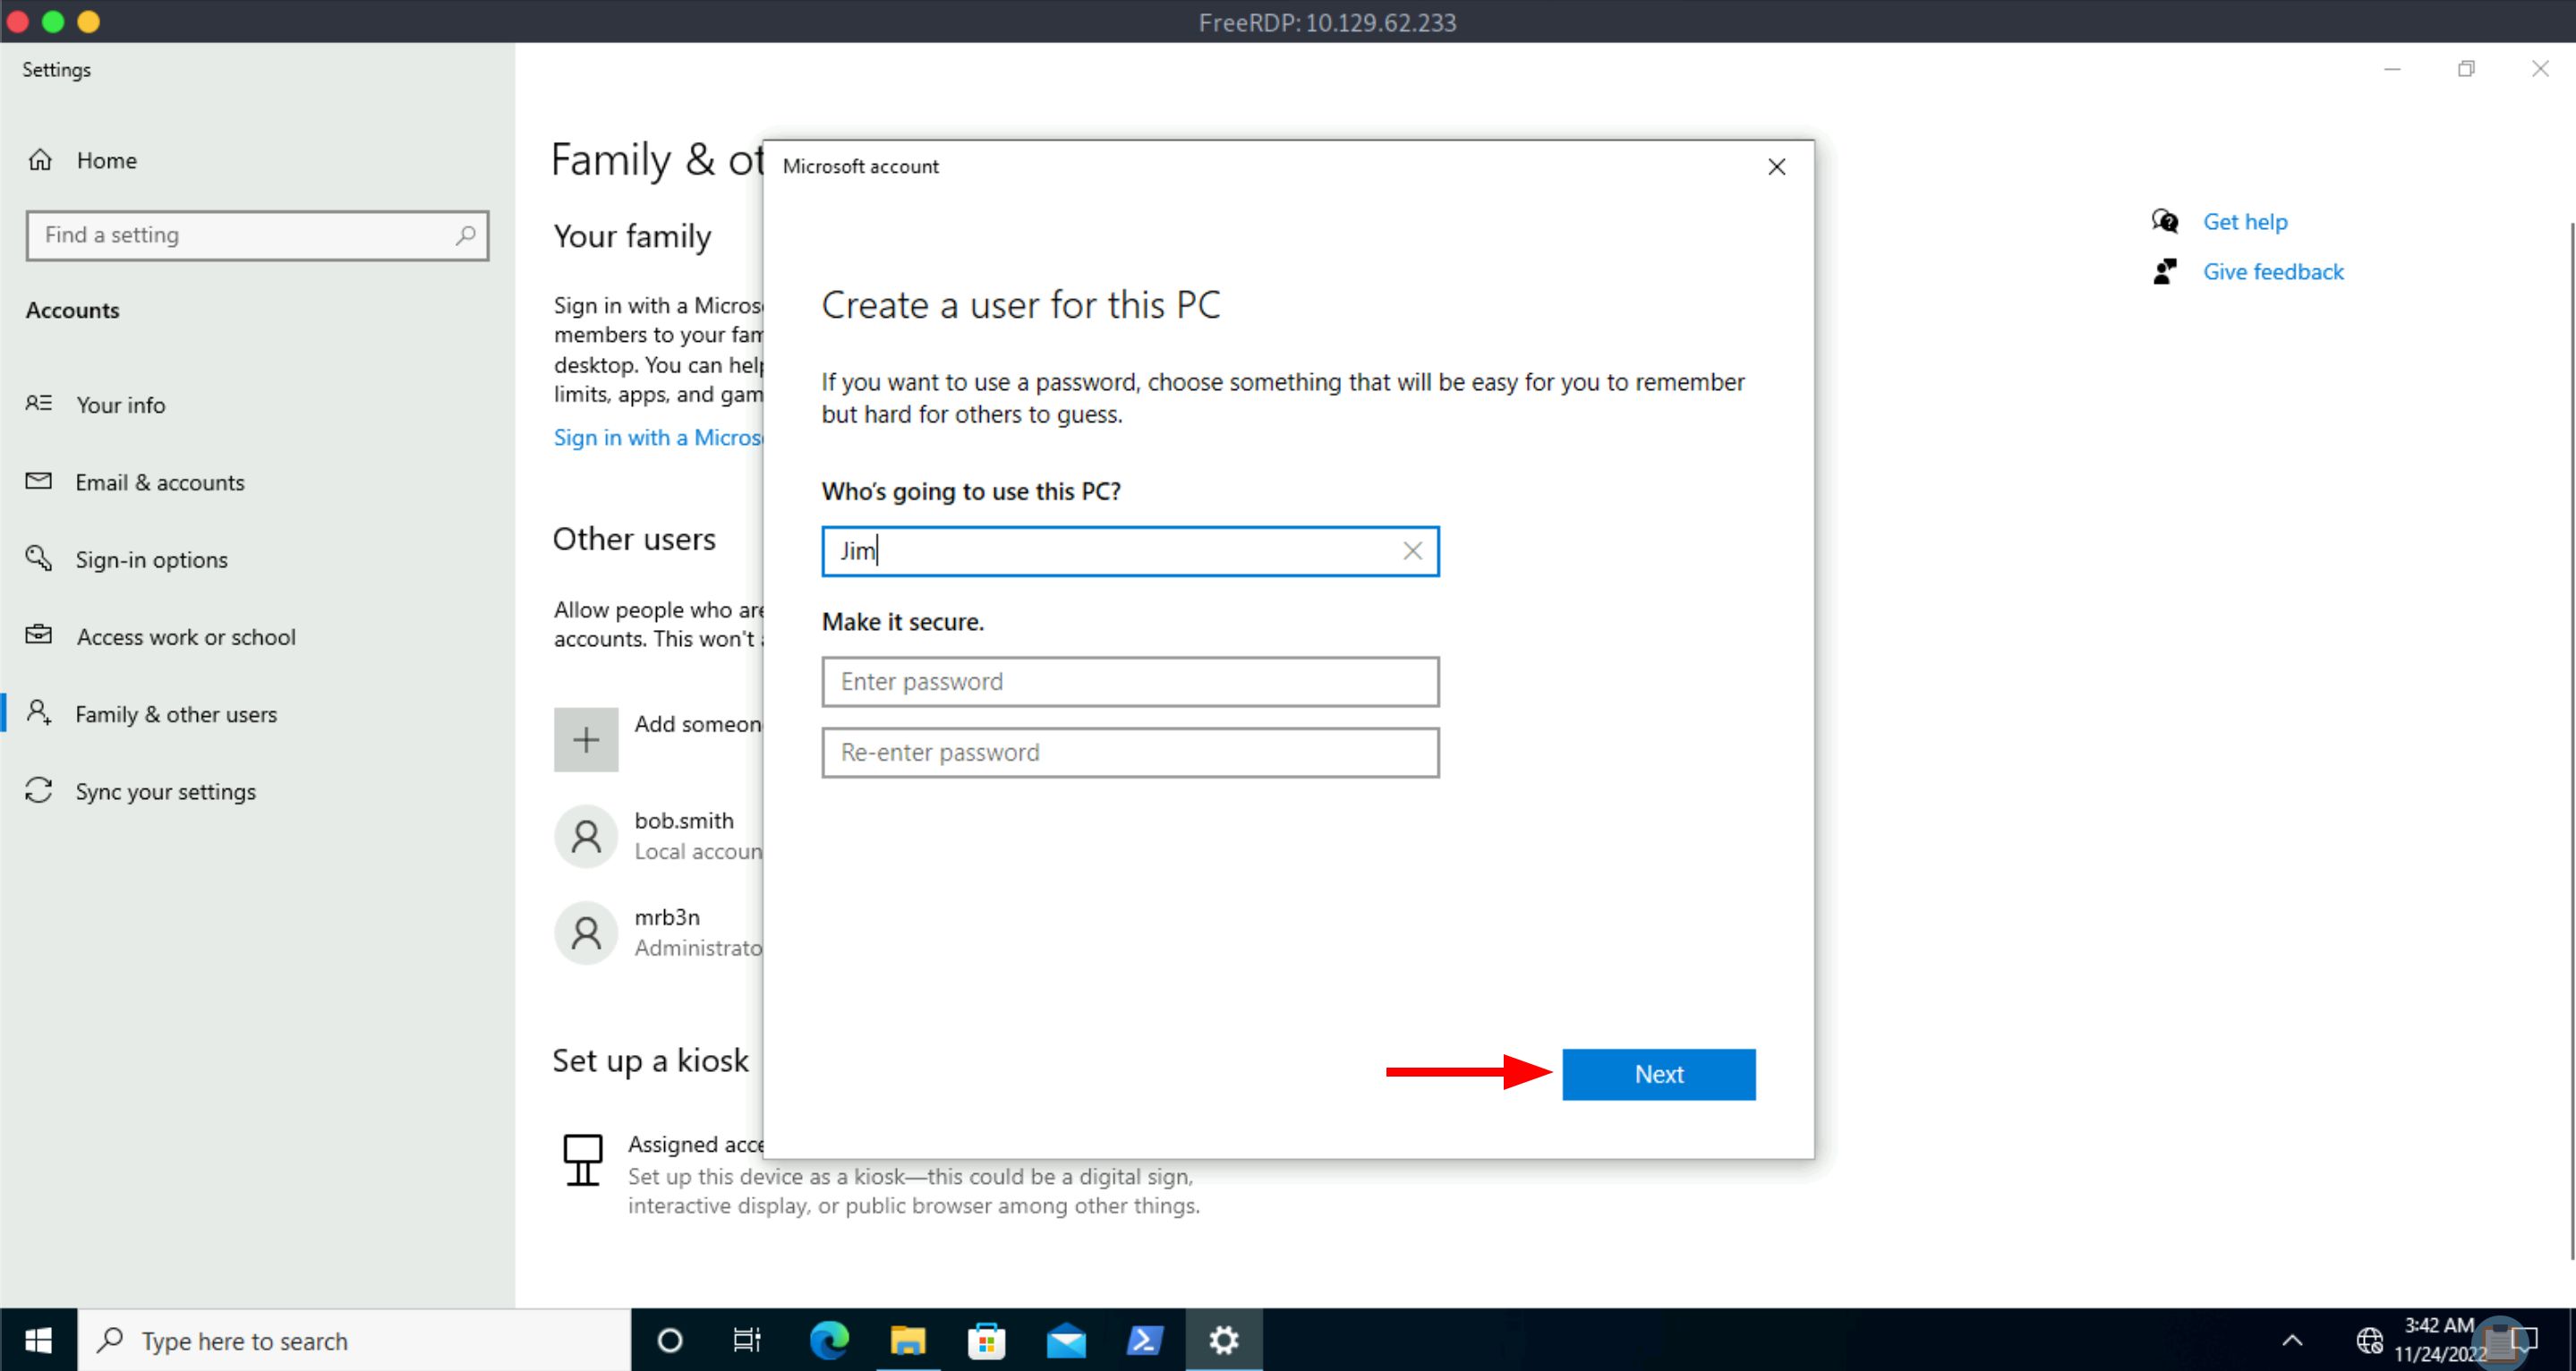 FreeRDP: 10.129.62.233
Settings
Home
Find a setting
Accounts
Your info
Email & accounts
Sign-in options
Access work or school
Family & other users
Sync your settings
Family & ot
Your family
Sign in with a Micros
members to your fam
desktop. You can help
limits, apps, and gam
Sign in with a Micros
Other users
Allow people who are
accounts. This won't
Add someon
bob.smith
Local accoun
mrb3n
Administrato
Set up a kiosk
Assigned acce
Set up this device as a kiosk—this could be a digital sign,
interactive display, or public browser among other things.
Microsoft account
Create a user for this PC
If you want to use a password, choose something that will be easy for you to remember
but hard for others to guess.
Who's going to use this PC?
Jim
Make it secure.
Enter password
Re-enter password
Next
Get help
Give feedback
Type here to search
3:42 AM
11/24/2022